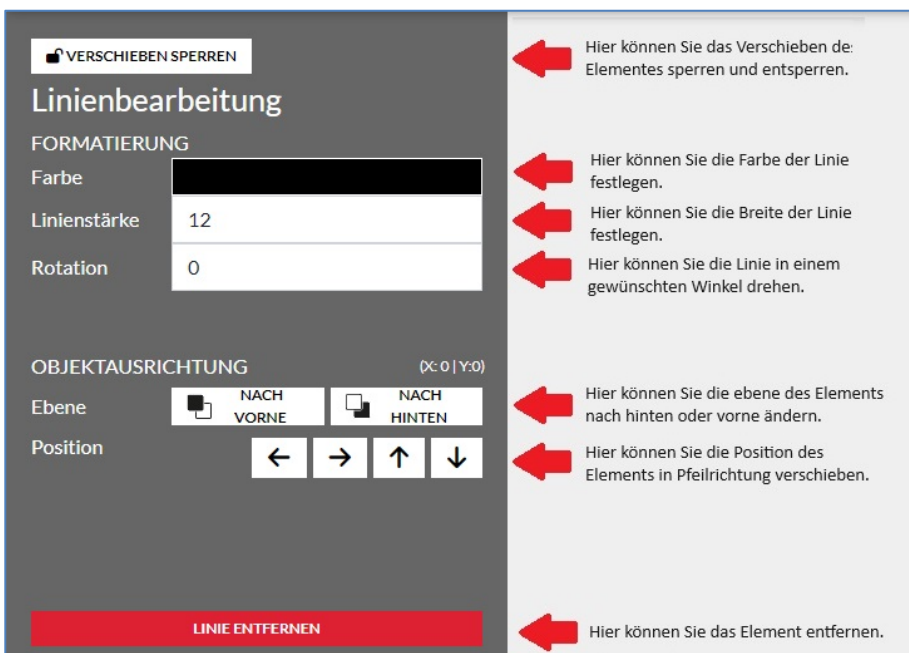 VERSCHIEBEN SPERREN
Hier können Sie das Verschieben des
Elementes sperren und entsperren.
Linienbearbeitung
FORMATIERUNG
Farbe
Hier können Sie die Farbe der Linie
festlegen.
Linienstärke 12
Hier können Sie die Breite der Linie
festlegen.
Rotation 0
Hier können Sie die Linie in einem
gewünschten Winkel drehen.
OBJEKTAUSRICHTUNG (X: 0 | Y:0)
Ebene
NACH
VORNE
NACH
HINTEN
Hier können Sie die ebene des Elements
nach hinten oder vorne ändern.
Position
Hier können Sie die Position des
Elements in Pfeilrichtung verschieben.
LINIE ENTFERNEN
Hier können Sie das Element entfernen.